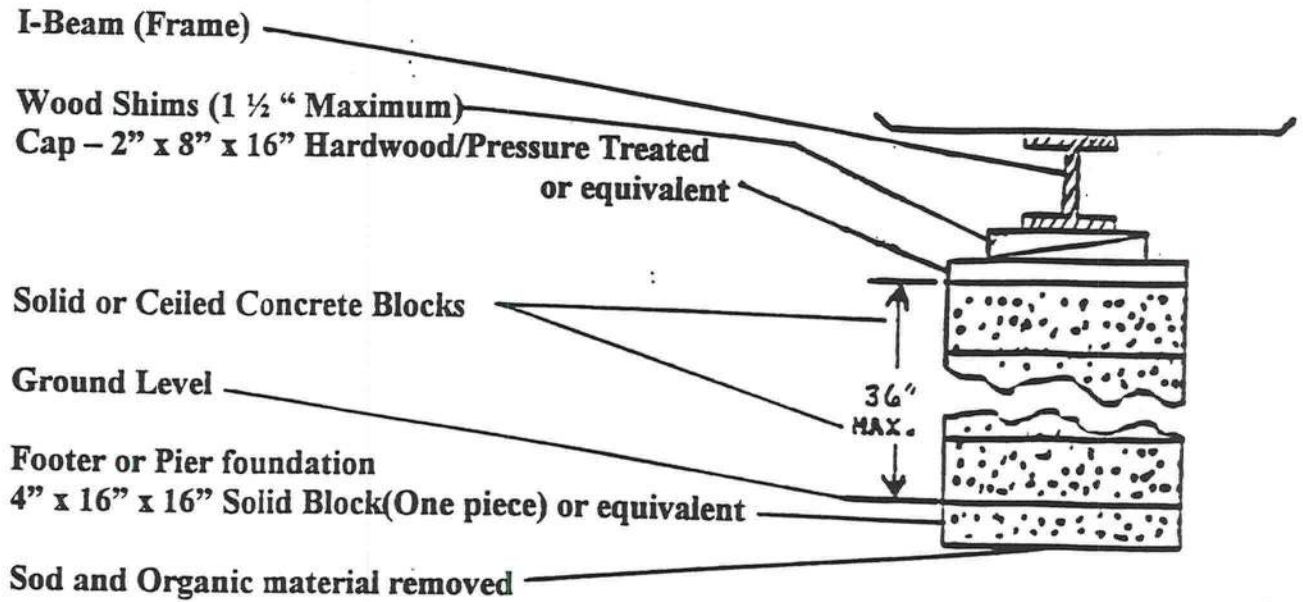 I-Beam (Frame)
Wood Shims (1 ½ “ Maximum)
Cap – 2” x 8” x 16” Hardwood/Pressure Treated
or equivalent
Solid or Ceiled Concrete Blocks
Ground Level
36"
MAX.
Footer or Pier foundation
4” x 16” x 16” Solid Block(One piece) or equivalent
Sod and Organic material removed